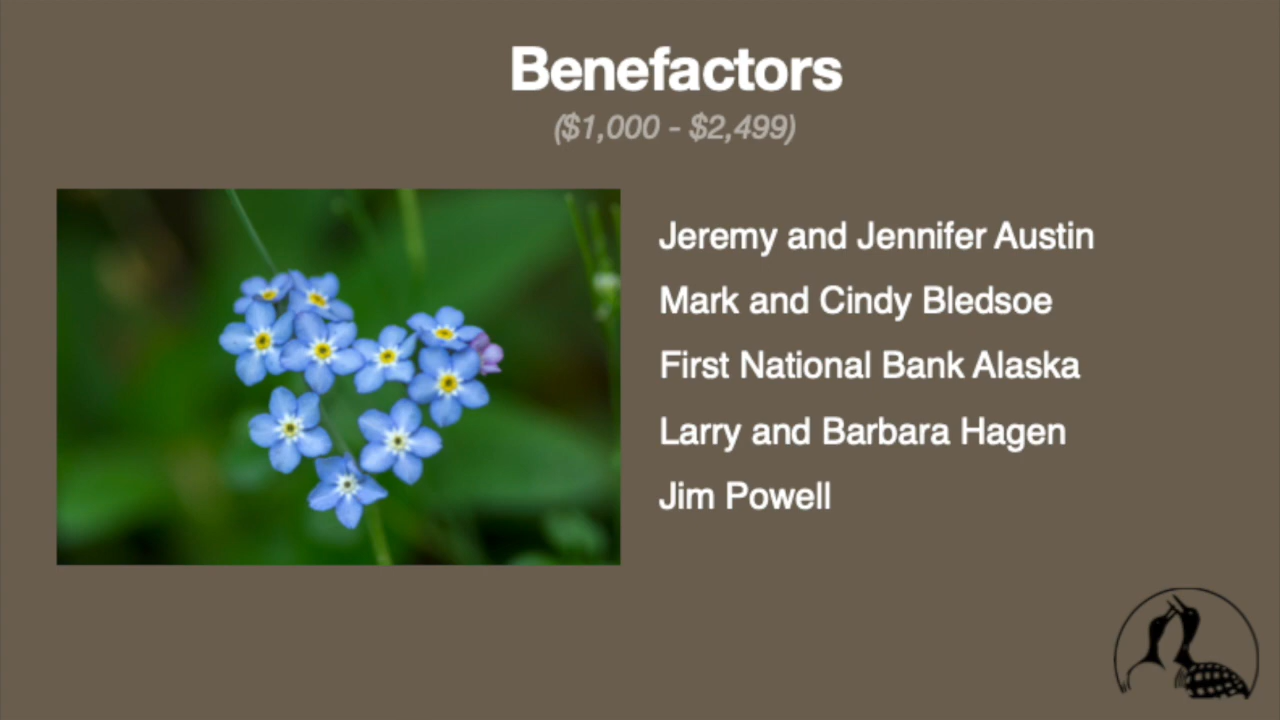 Benefactors
($1,000 - $2,499)
Jeremy and Jennifer Austin
Mark and Cindy Bledsoe
First National Bank Alaska
Larry and Barbara Hagen
Jim Powell